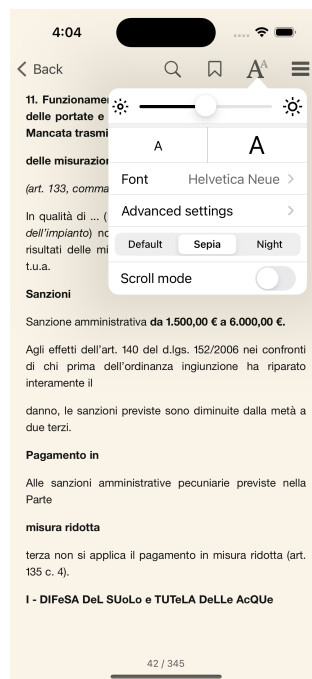 4:04
Back
AA
11. Funzioname
delle portate e
Mancata trasmi
delle misurazion
(art. 133, comma
In qualità di ... (
dell'impianto) no
risultati delle mi
t.u.a.
A
A
Font Helvetica Neue
Advanced settings
Default Sepia Night
Scroll mode
Sanzioni
Sanzione amministrativa da 1.500,00 € a 6.000,00 €.
Agli effetti dell'art. 140 del d.lgs. 152/2006 nei confronti
di chi prima dell'ordinanza ingiunzione ha riparato
interamente il
danno, le sanzioni previste sono diminuite dalla metà a
due terzi.
Pagamento in
Alle sanzioni amministrative pecuniarie previste nella
Parte
misura ridotta
terza non si applica il pagamento in misura ridotta (art.
135 c. 4).
I - DIFeSA DeL SUoLo e TUTeLA DeLLe AcQUe
42 / 345